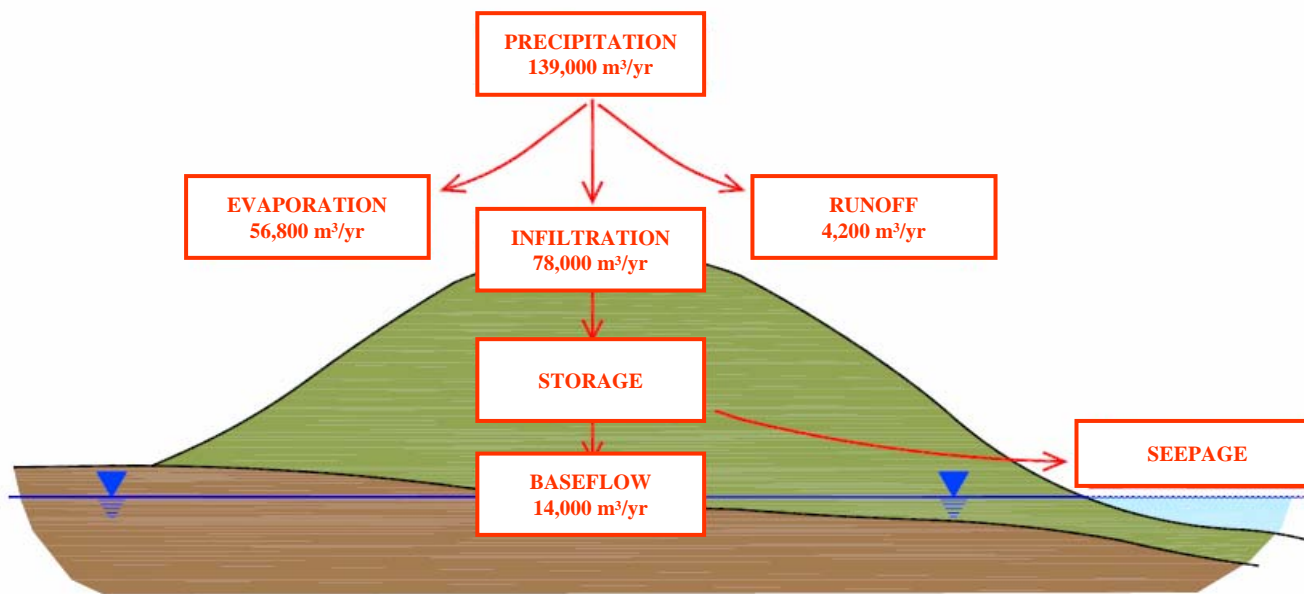 PRECIPITATION
139,000 m³/yr
EVAPORATION
56,800 m³/yr
RUNOFF
4,200 m³/yr
INFILTRATION
78,000 m³/yr
STORAGE
SEEPAGE
BASEFLOW
14,000 m³/yr